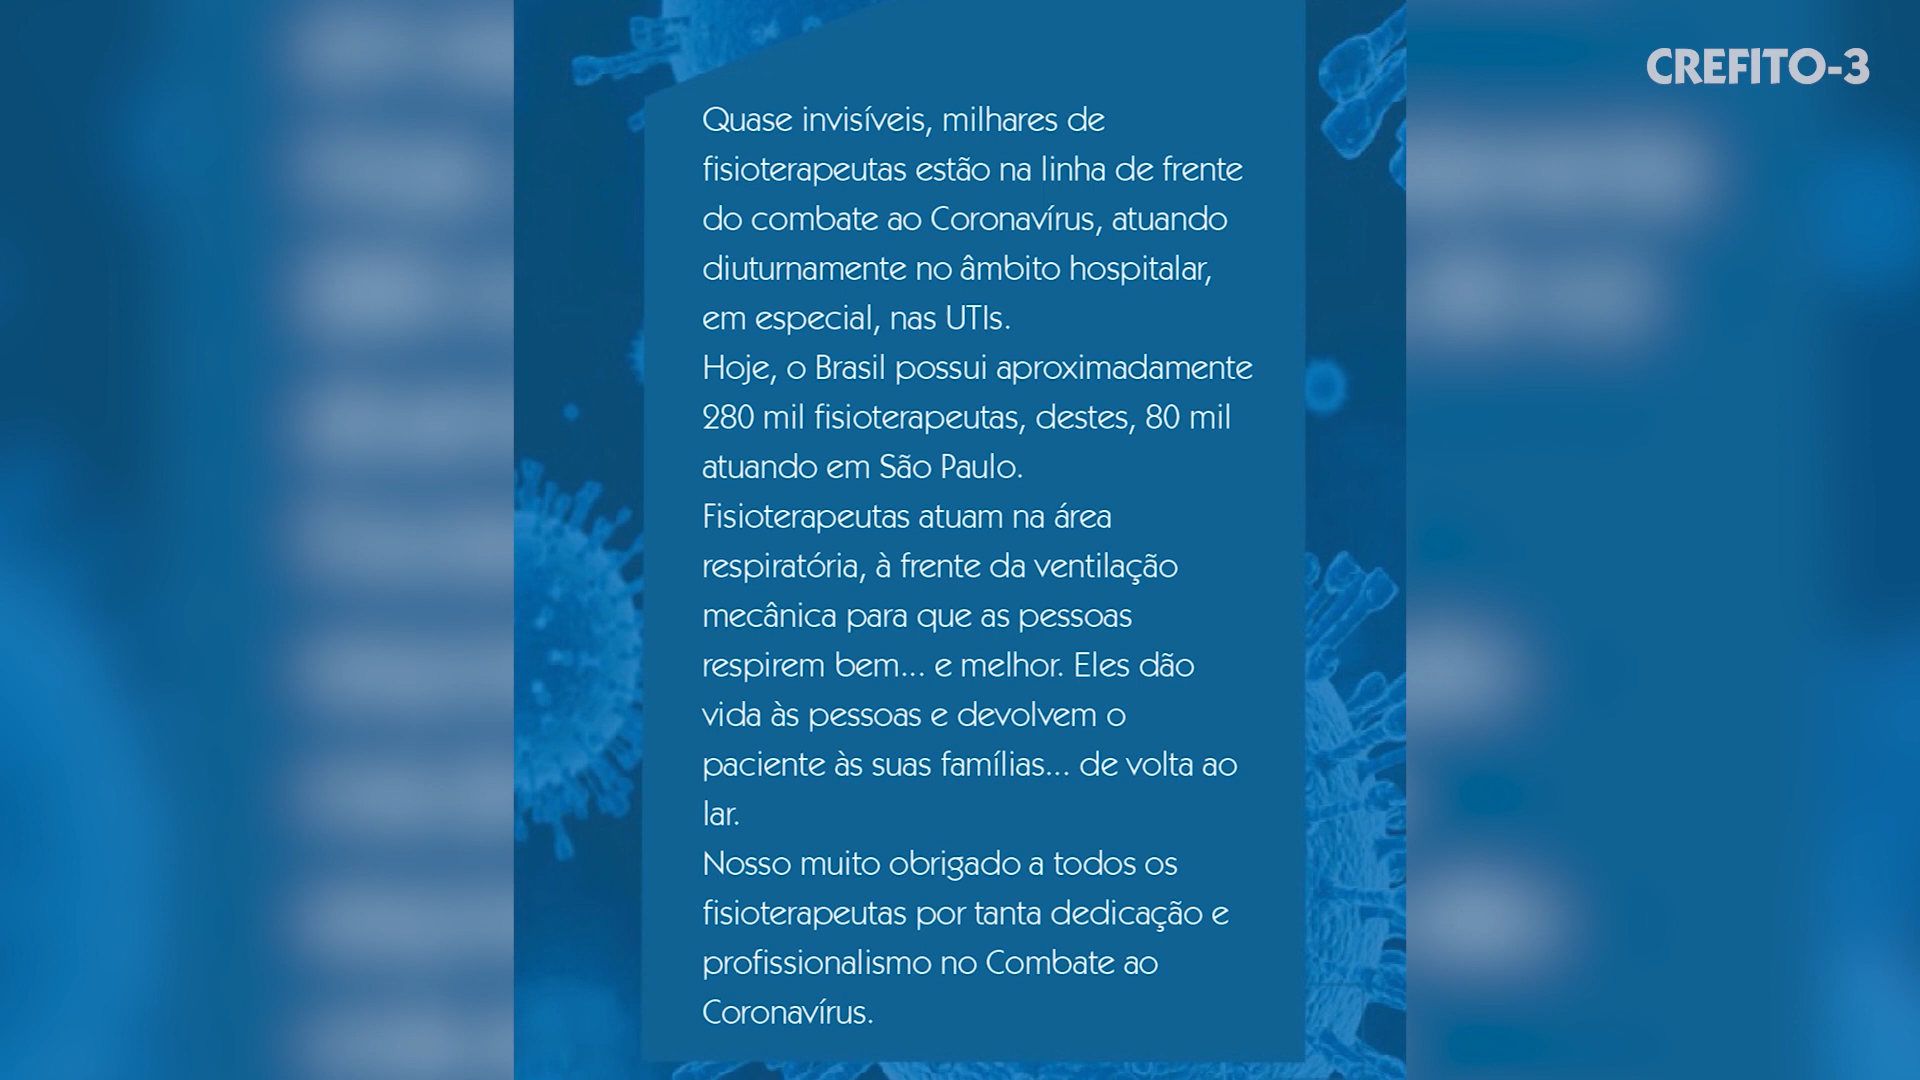 CREFITO-3
Quase invisíveis, milhares de
fisioterapeutas estão na linha de frente
do combate ao Coronavírus, atuando
diuturnamente no âmbito hospitalar,
em especial, nas UTIs.
Hoje, o Brasil possui aproximadamente
280 mil fisioterapeutas, destes, 80 mil
atuando em São Paulo.
Fisioterapeutas atuam na área
respiratória, à frente da ventilação
mecânica para que as pessoas
respirem bem... e melhor. Eles dão
vida às pessoas e devolvem o
paciente às suas famílias... de volta ao
lar.
Nosso muito obrigado a todos os
fisioterapeutas por tanta dedicação e
profissionalismo no Combate ao
Coronavírus.